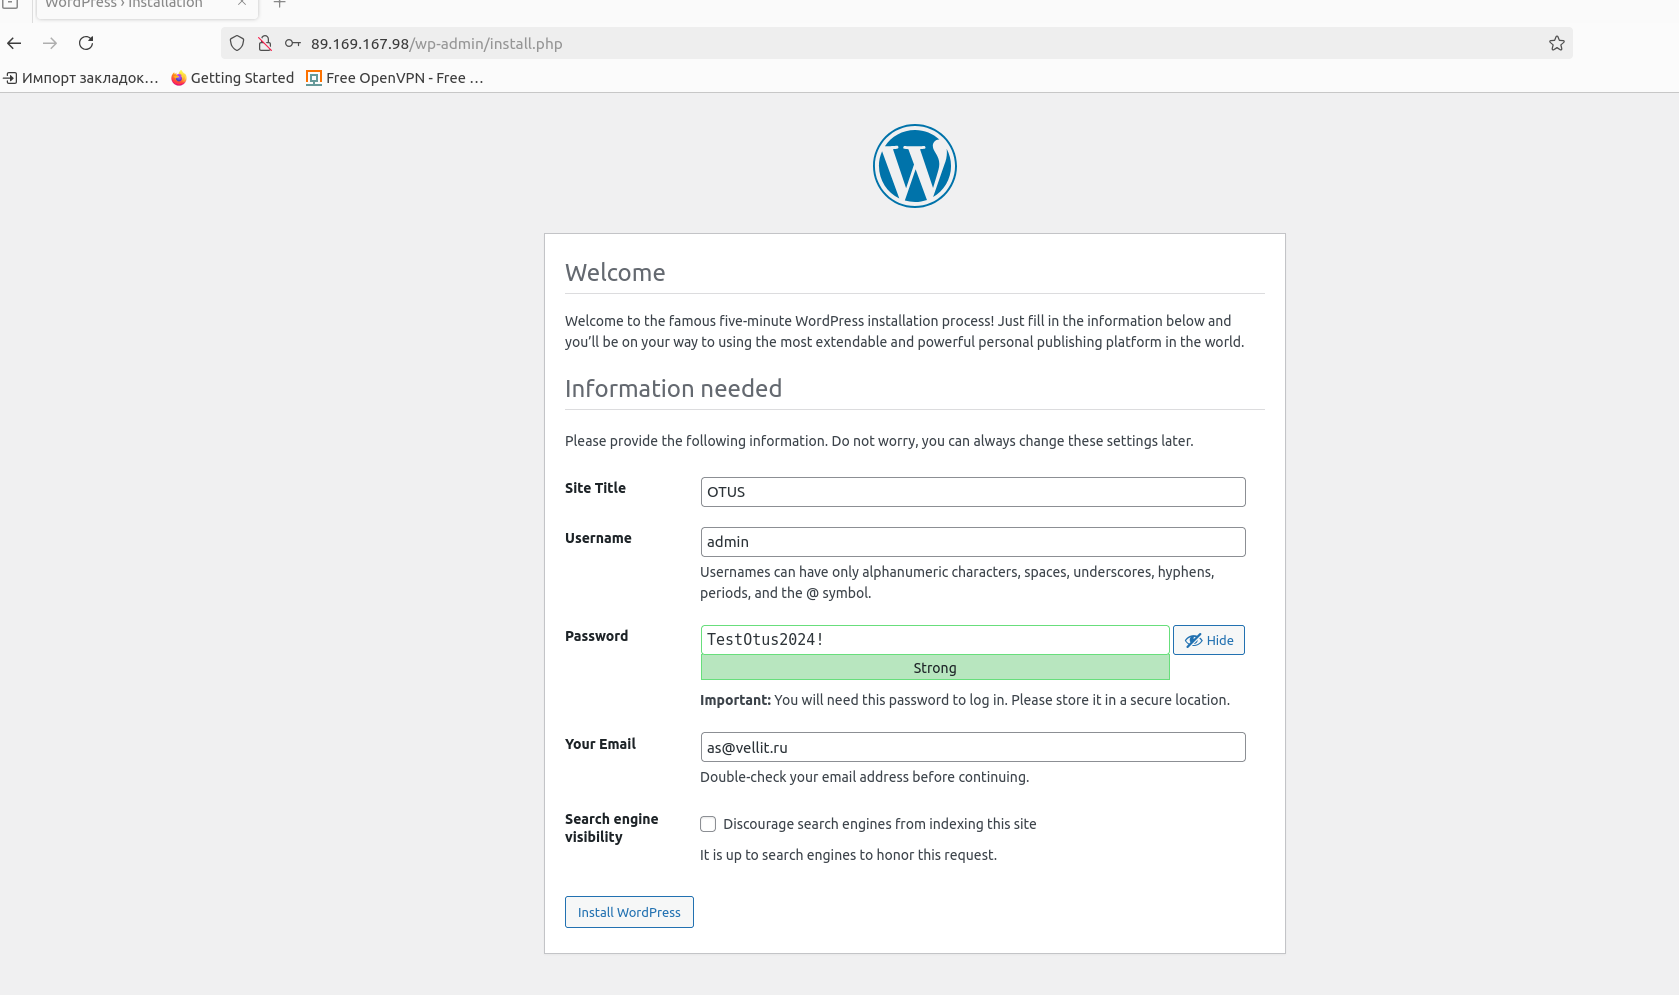 WordPress › Installation
89.169.167.98/wp-admin/install.php
Импорт закладок... Getting Started Free OpenVPN - Free ...
Welcome
Welcome to the famous five-minute WordPress installation process! Just fill in the information below and
you’ll be on your way to using the most extendable and powerful personal publishing platform in the world.
Information needed
Please provide the following information. Do not worry, you can always change these settings later.
Site Title OTUS
Username admin
Usernames can have only alphanumeric characters, spaces, underscores, hyphens,
periods, and the @ symbol.
Password TestOtus2024! Hide
Strong
Important: You will need this password to log in. Please store it in a secure location.
Your Email as@vellit.ru
Double-check your email address before continuing.
Search engine
visibility
Discourage search engines from indexing this site
It is up to search engines to honor this request.
Install WordPress